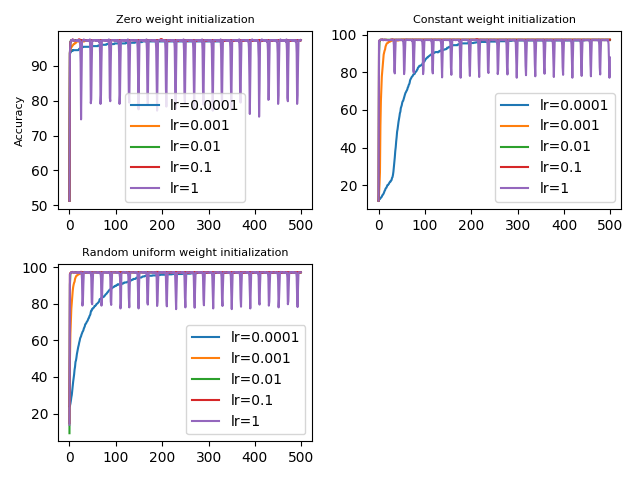 Zero weight initialization
Accuracy
90
80
70
60
50
lr=0.0001
lr=0.001
lr=0.01
lr=0.1
lr=1
0 100 200 300 400 500
Constant weight initialization
100
80
60
40
20
lr=0.0001
lr=0.001
lr=0.01
lr=0.1
lr=1
0 100 200 300 400 500
Random uniform weight initialization
100
80
60
40
20
lr=0.0001
lr=0.001
lr=0.01
lr=0.1
lr=1
0 100 200 300 400 500